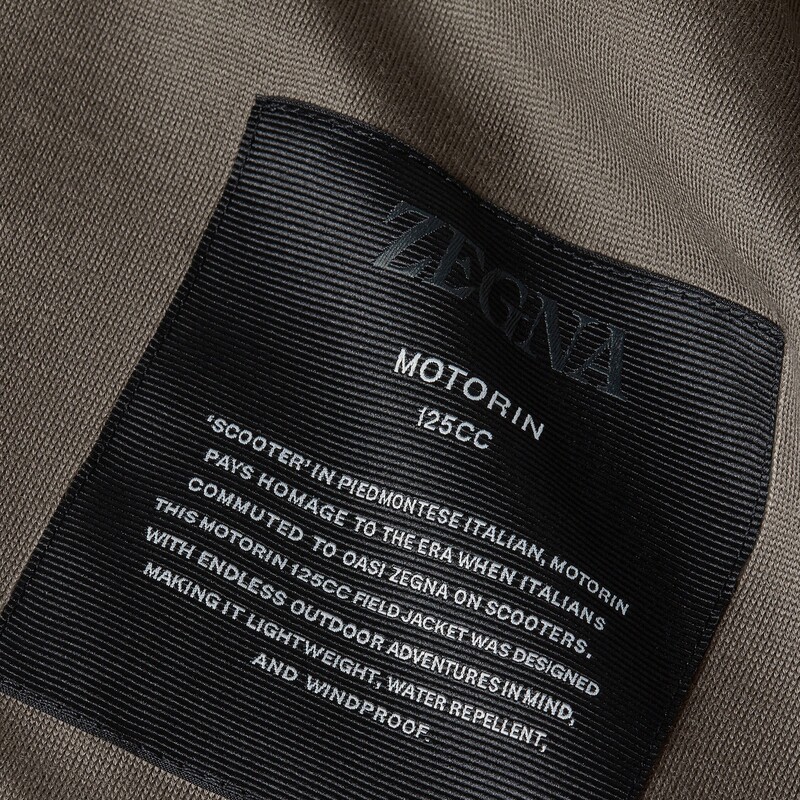 ZEGNA
MOTORIN
125CC
'SCOOTER' IN PIEDMONTESE ITALIAN, MOTORIN
PAYS HOMAGE TO THE ERA WHEN ITALIANS
COMMUTED TO OASI ZEGNA ON SCOOTERS.
THIS MOTORIN 125CC FIELD JACKET WAS DESIGNED
WITH ENDLESS OUTDOOR ADVENTURES IN MIND,
MAKING IT LIGHTWEIGHT, WATER REPELLENT,
AND WINDPROOF.